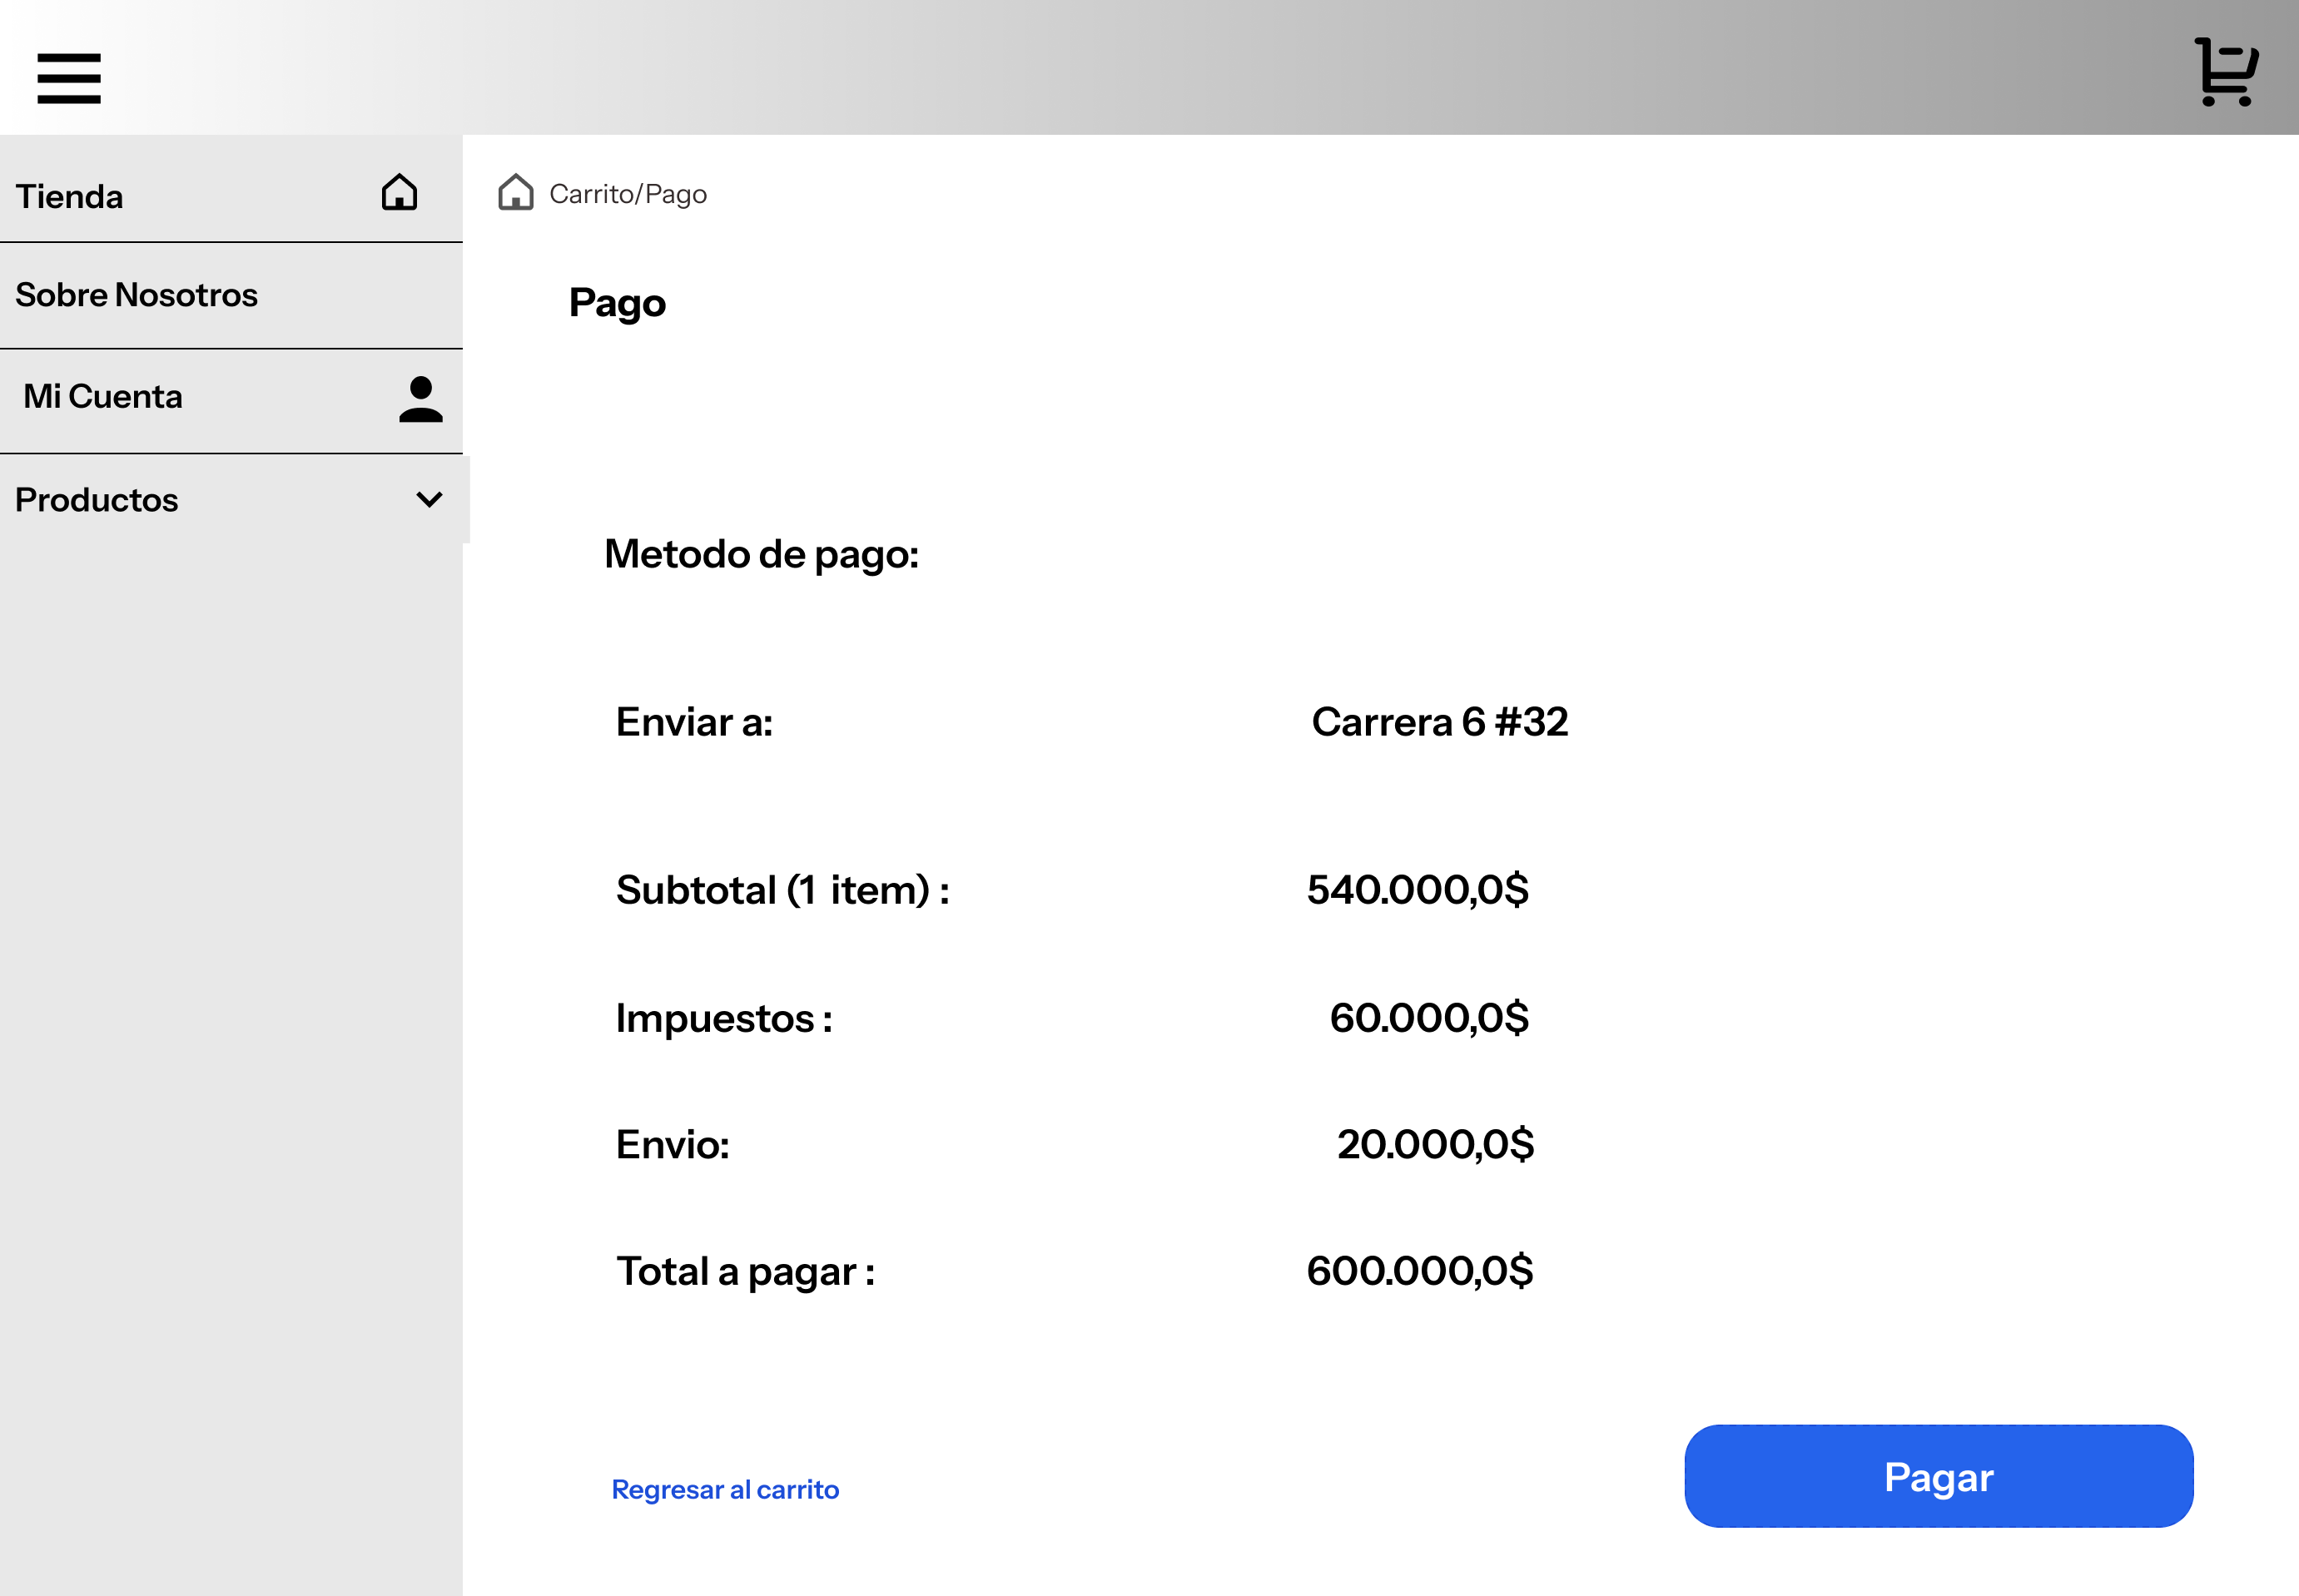 Tienda
Carrito/Pago
Sobre Nosotros
Pago
Mi Cuenta
Productos
Metodo de pago:
Enviar a: Carrera 6 #32
Subtotal (1 item) : 540.000,0$
Impuestos : 60.000,0$
Envio: 20.000,0$
Total a pagar : 600.000,0$
Regresar al carrito
Pagar